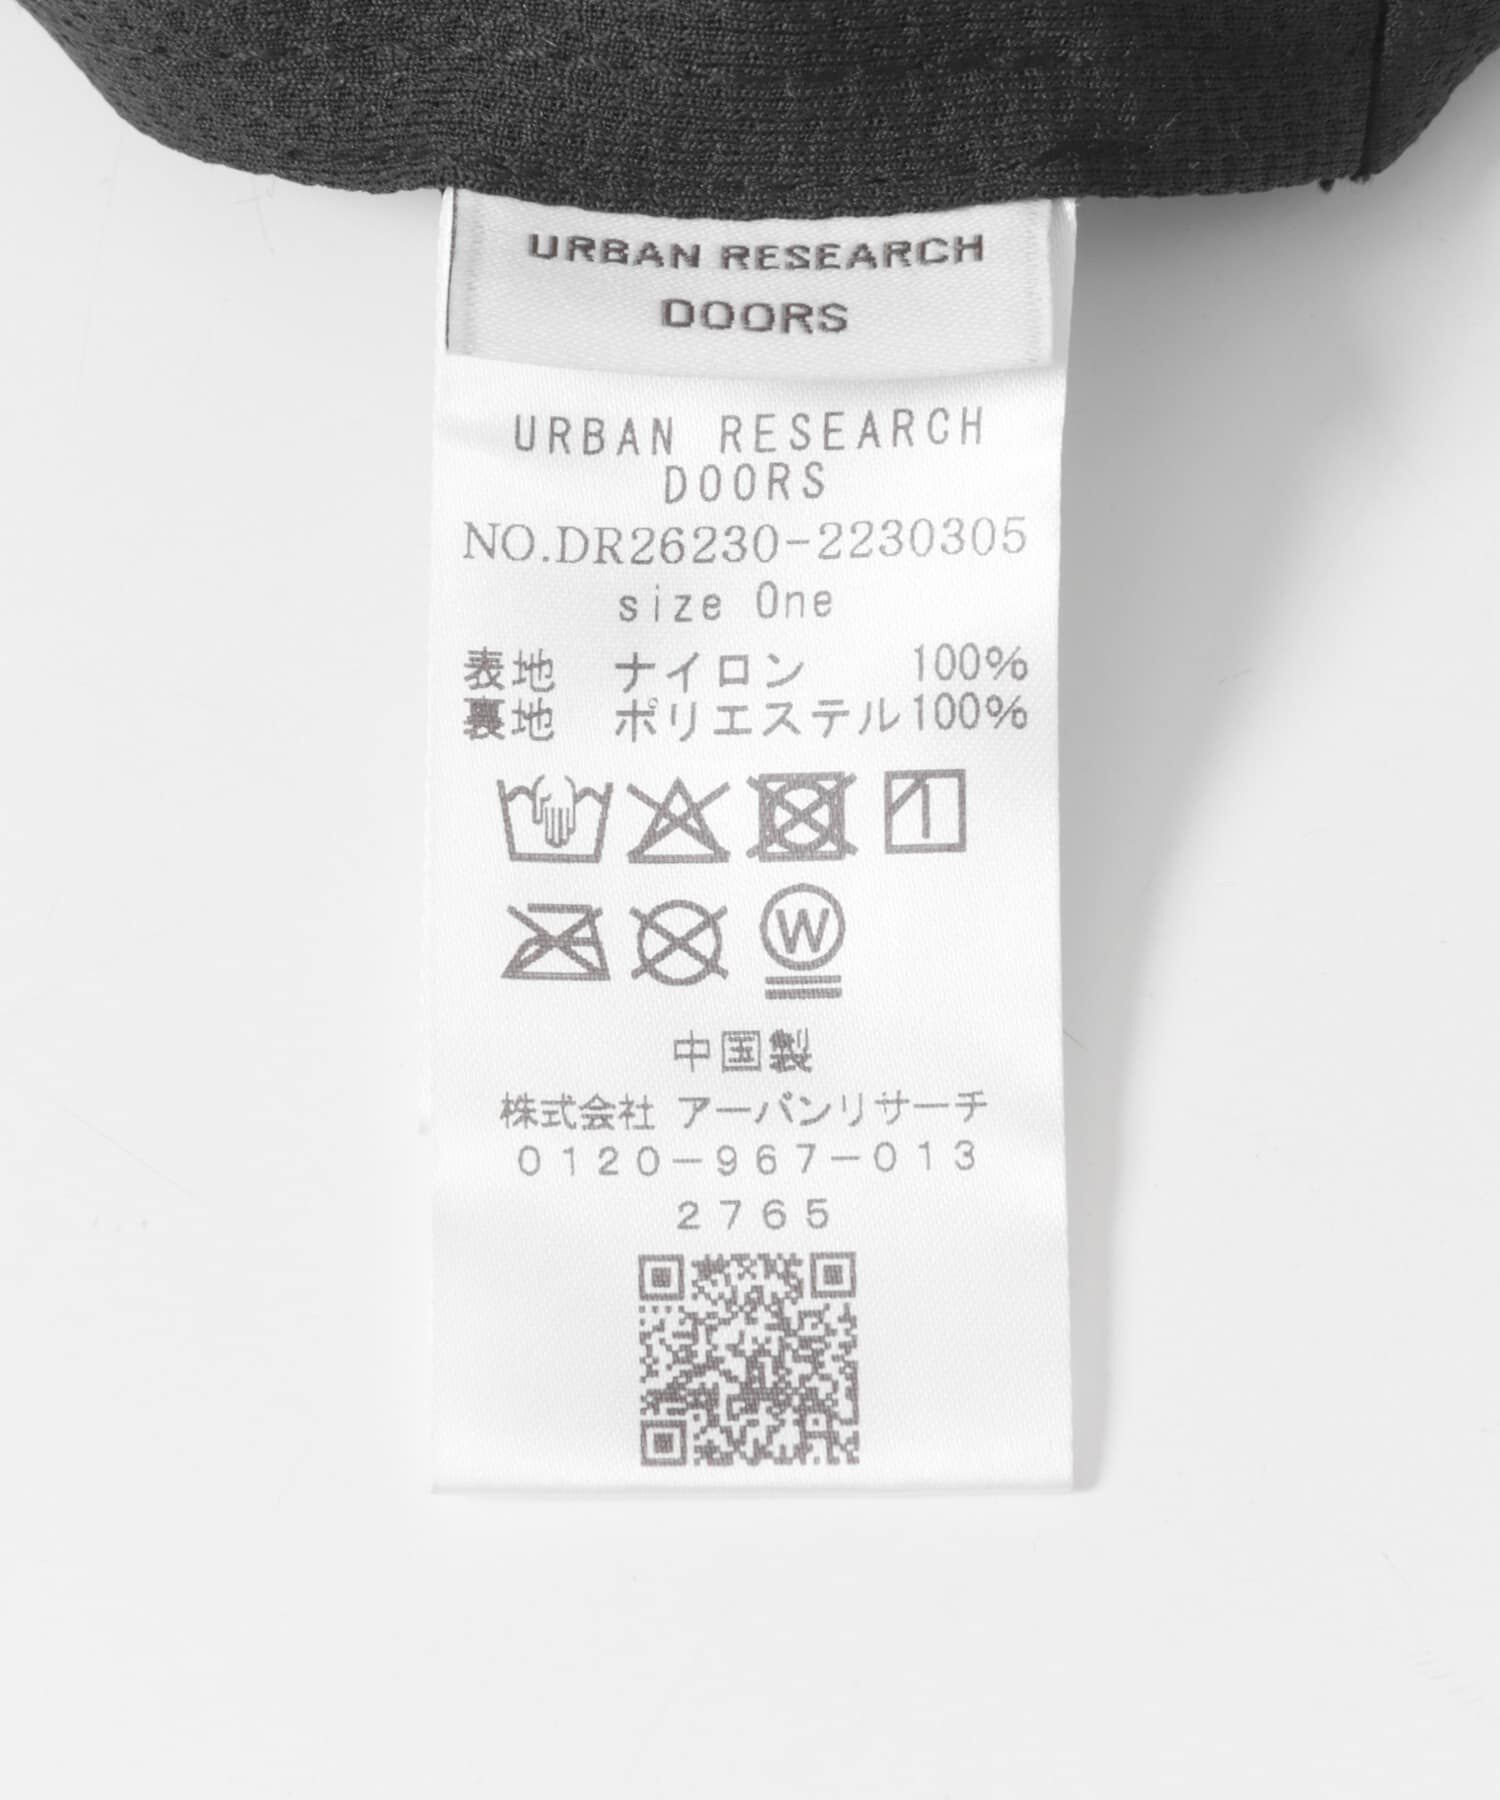 URBAN RESEARCH
DOORS
URBAN RESEARCH
DOORS
NO.DR26230-2230305
size One
表地 ナイロン 100%
裏地 ポリエステル100%
W
中国製
株式会社 アーバンリサーチ
0120-967-013
2765